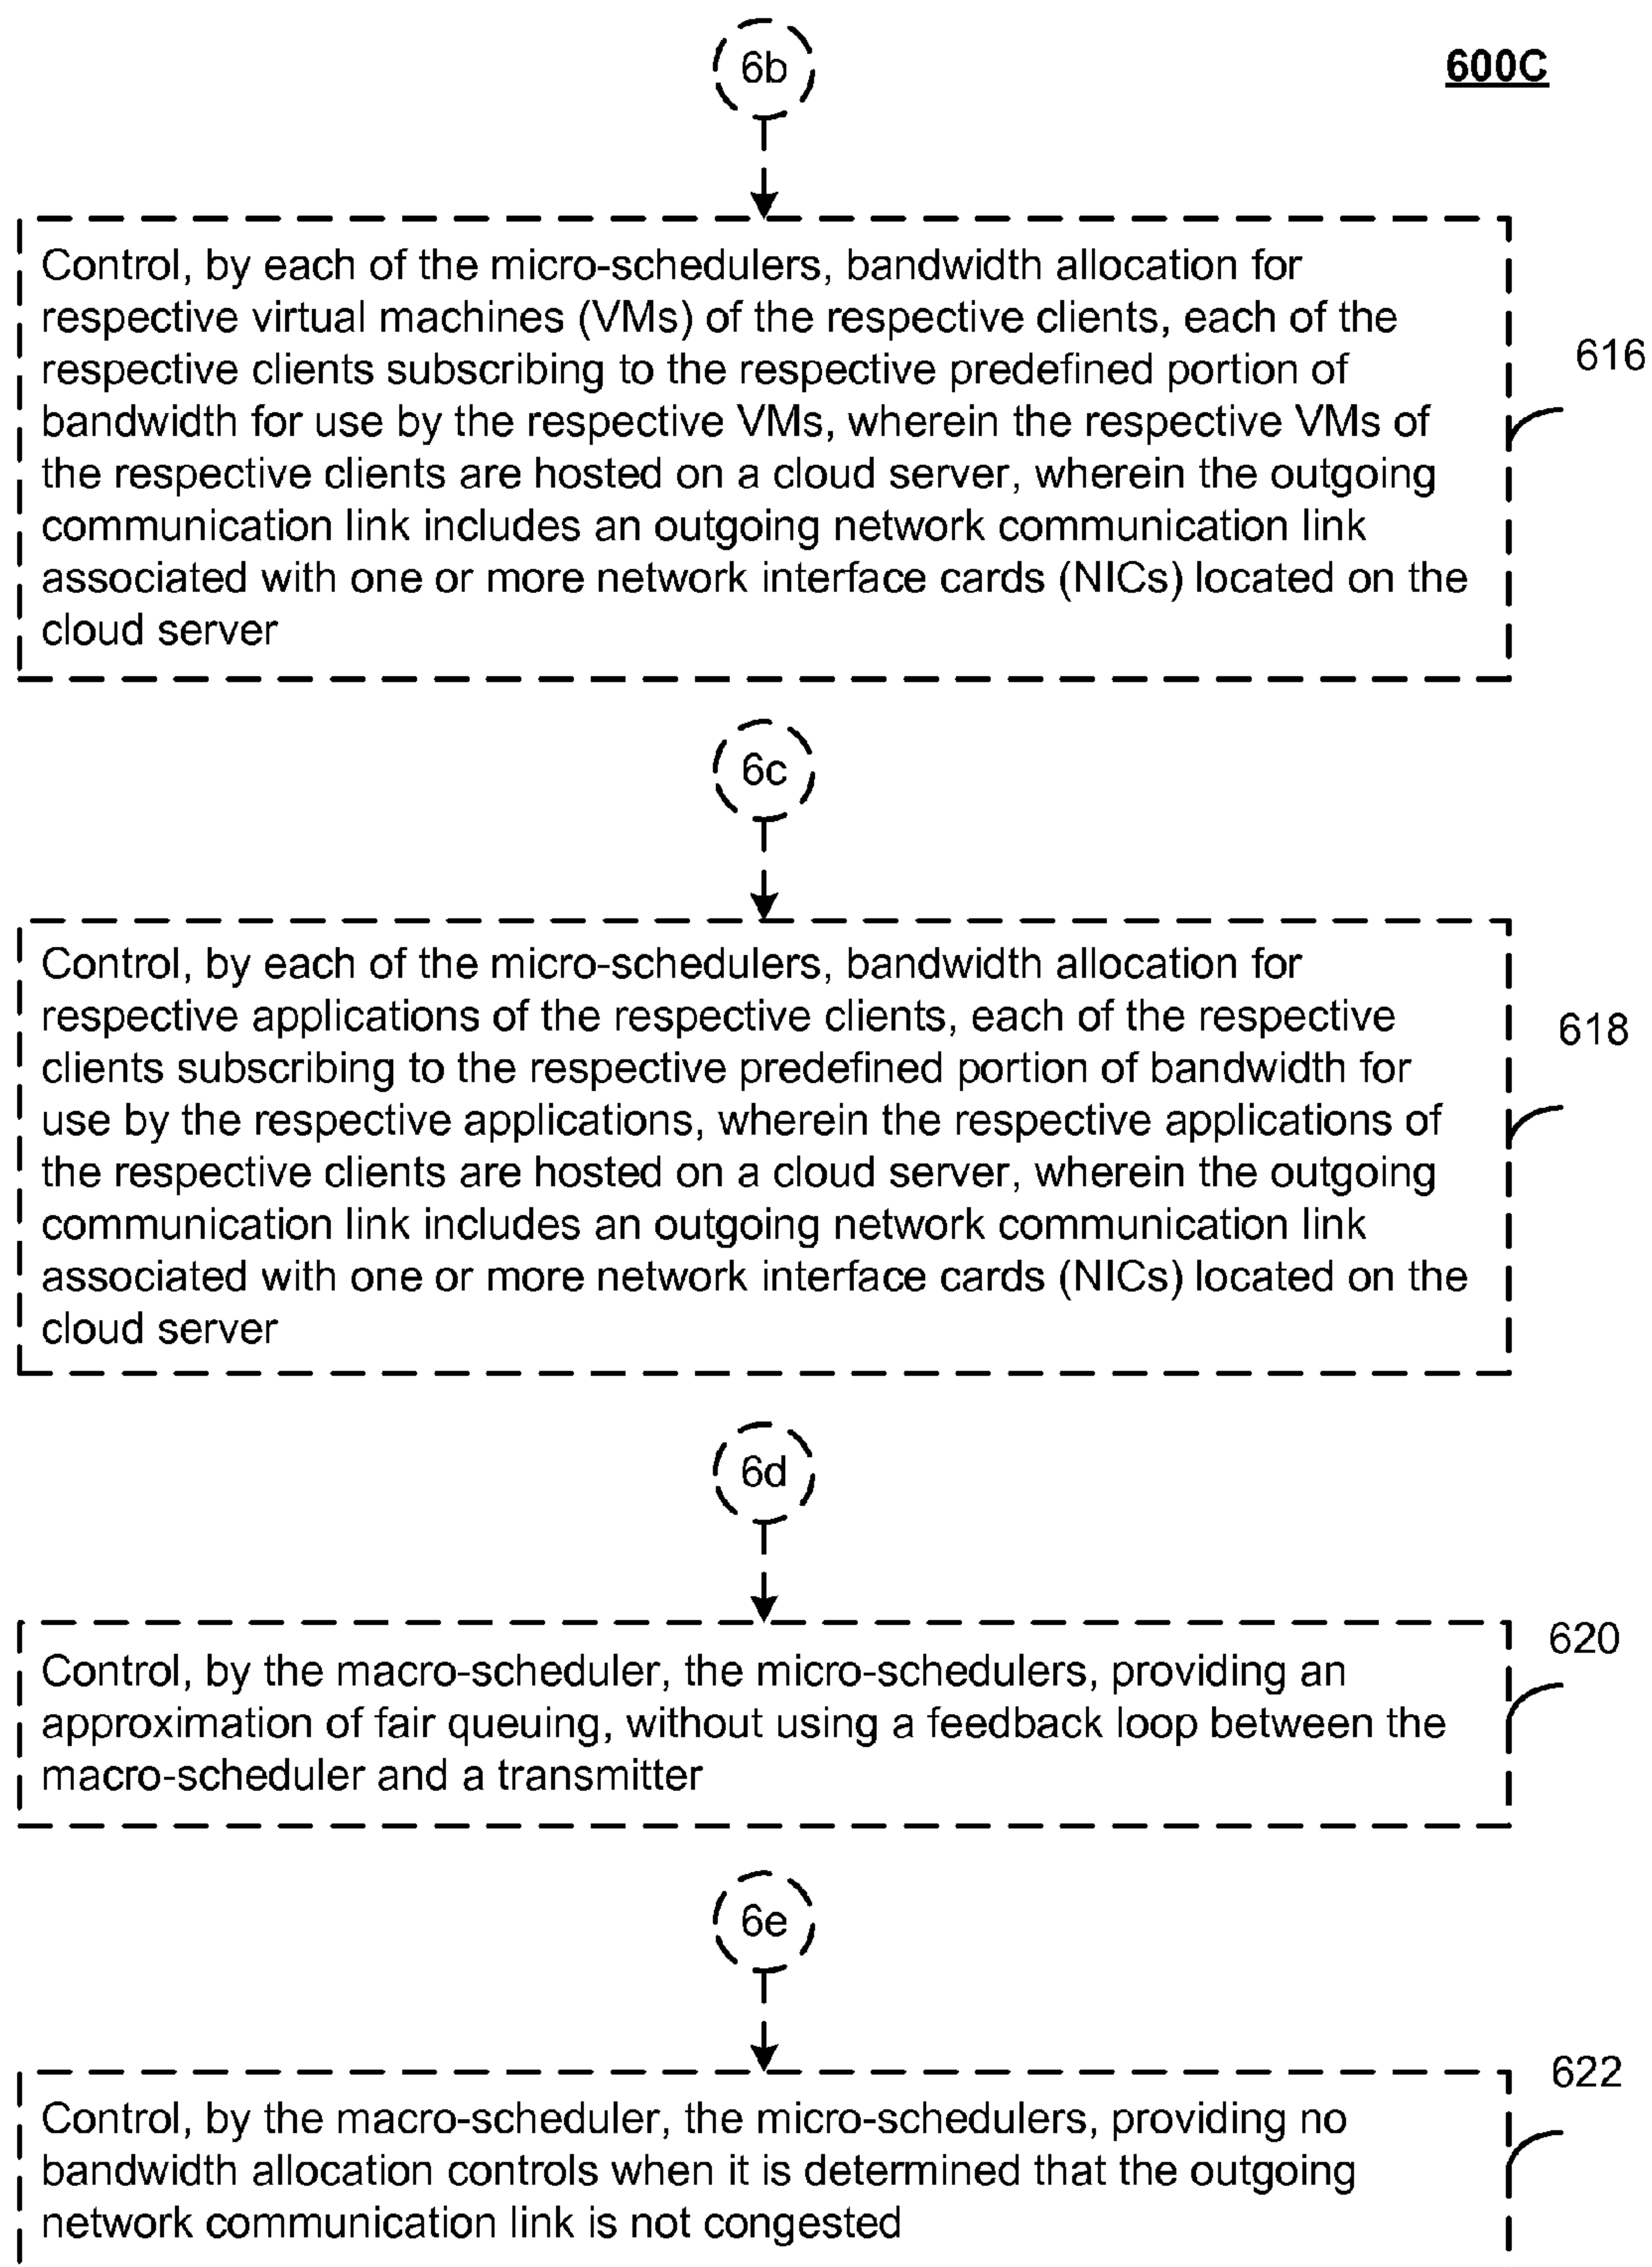 6b
600C
Control, by each of the micro-schedulers, bandwidth allocation for
respective virtual machines (VMs) of the respective clients, each of the
respective clients subscribing to the respective predefined portion of
bandwidth for use by the respective VMs, wherein the respective VMs of
the respective clients are hosted on a cloud server, wherein the outgoing
communication link includes an outgoing network communication link
associated with one or more network interface cards (NICs) located on the
cloud server
616
6c
Control, by each of the micro-schedulers, bandwidth allocation for
respective applications of the respective clients, each of the respective
clients subscribing to the respective predefined portion of bandwidth for
use by the respective applications, wherein the respective applications of
the respective clients are hosted on a cloud server, wherein the outgoing
communication link includes an outgoing network communication link
associated with one or more network interface cards (NICs) located on the
cloud server
618
6d
Control, by the macro-scheduler, the micro-schedulers, providing an
approximation of fair queuing, without using a feedback loop between the
macro-scheduler and a transmitter
620
6e
Control, by the macro-scheduler, the micro-schedulers, providing no
bandwidth allocation controls when it is determined that the outgoing
network communication link is not congested
622